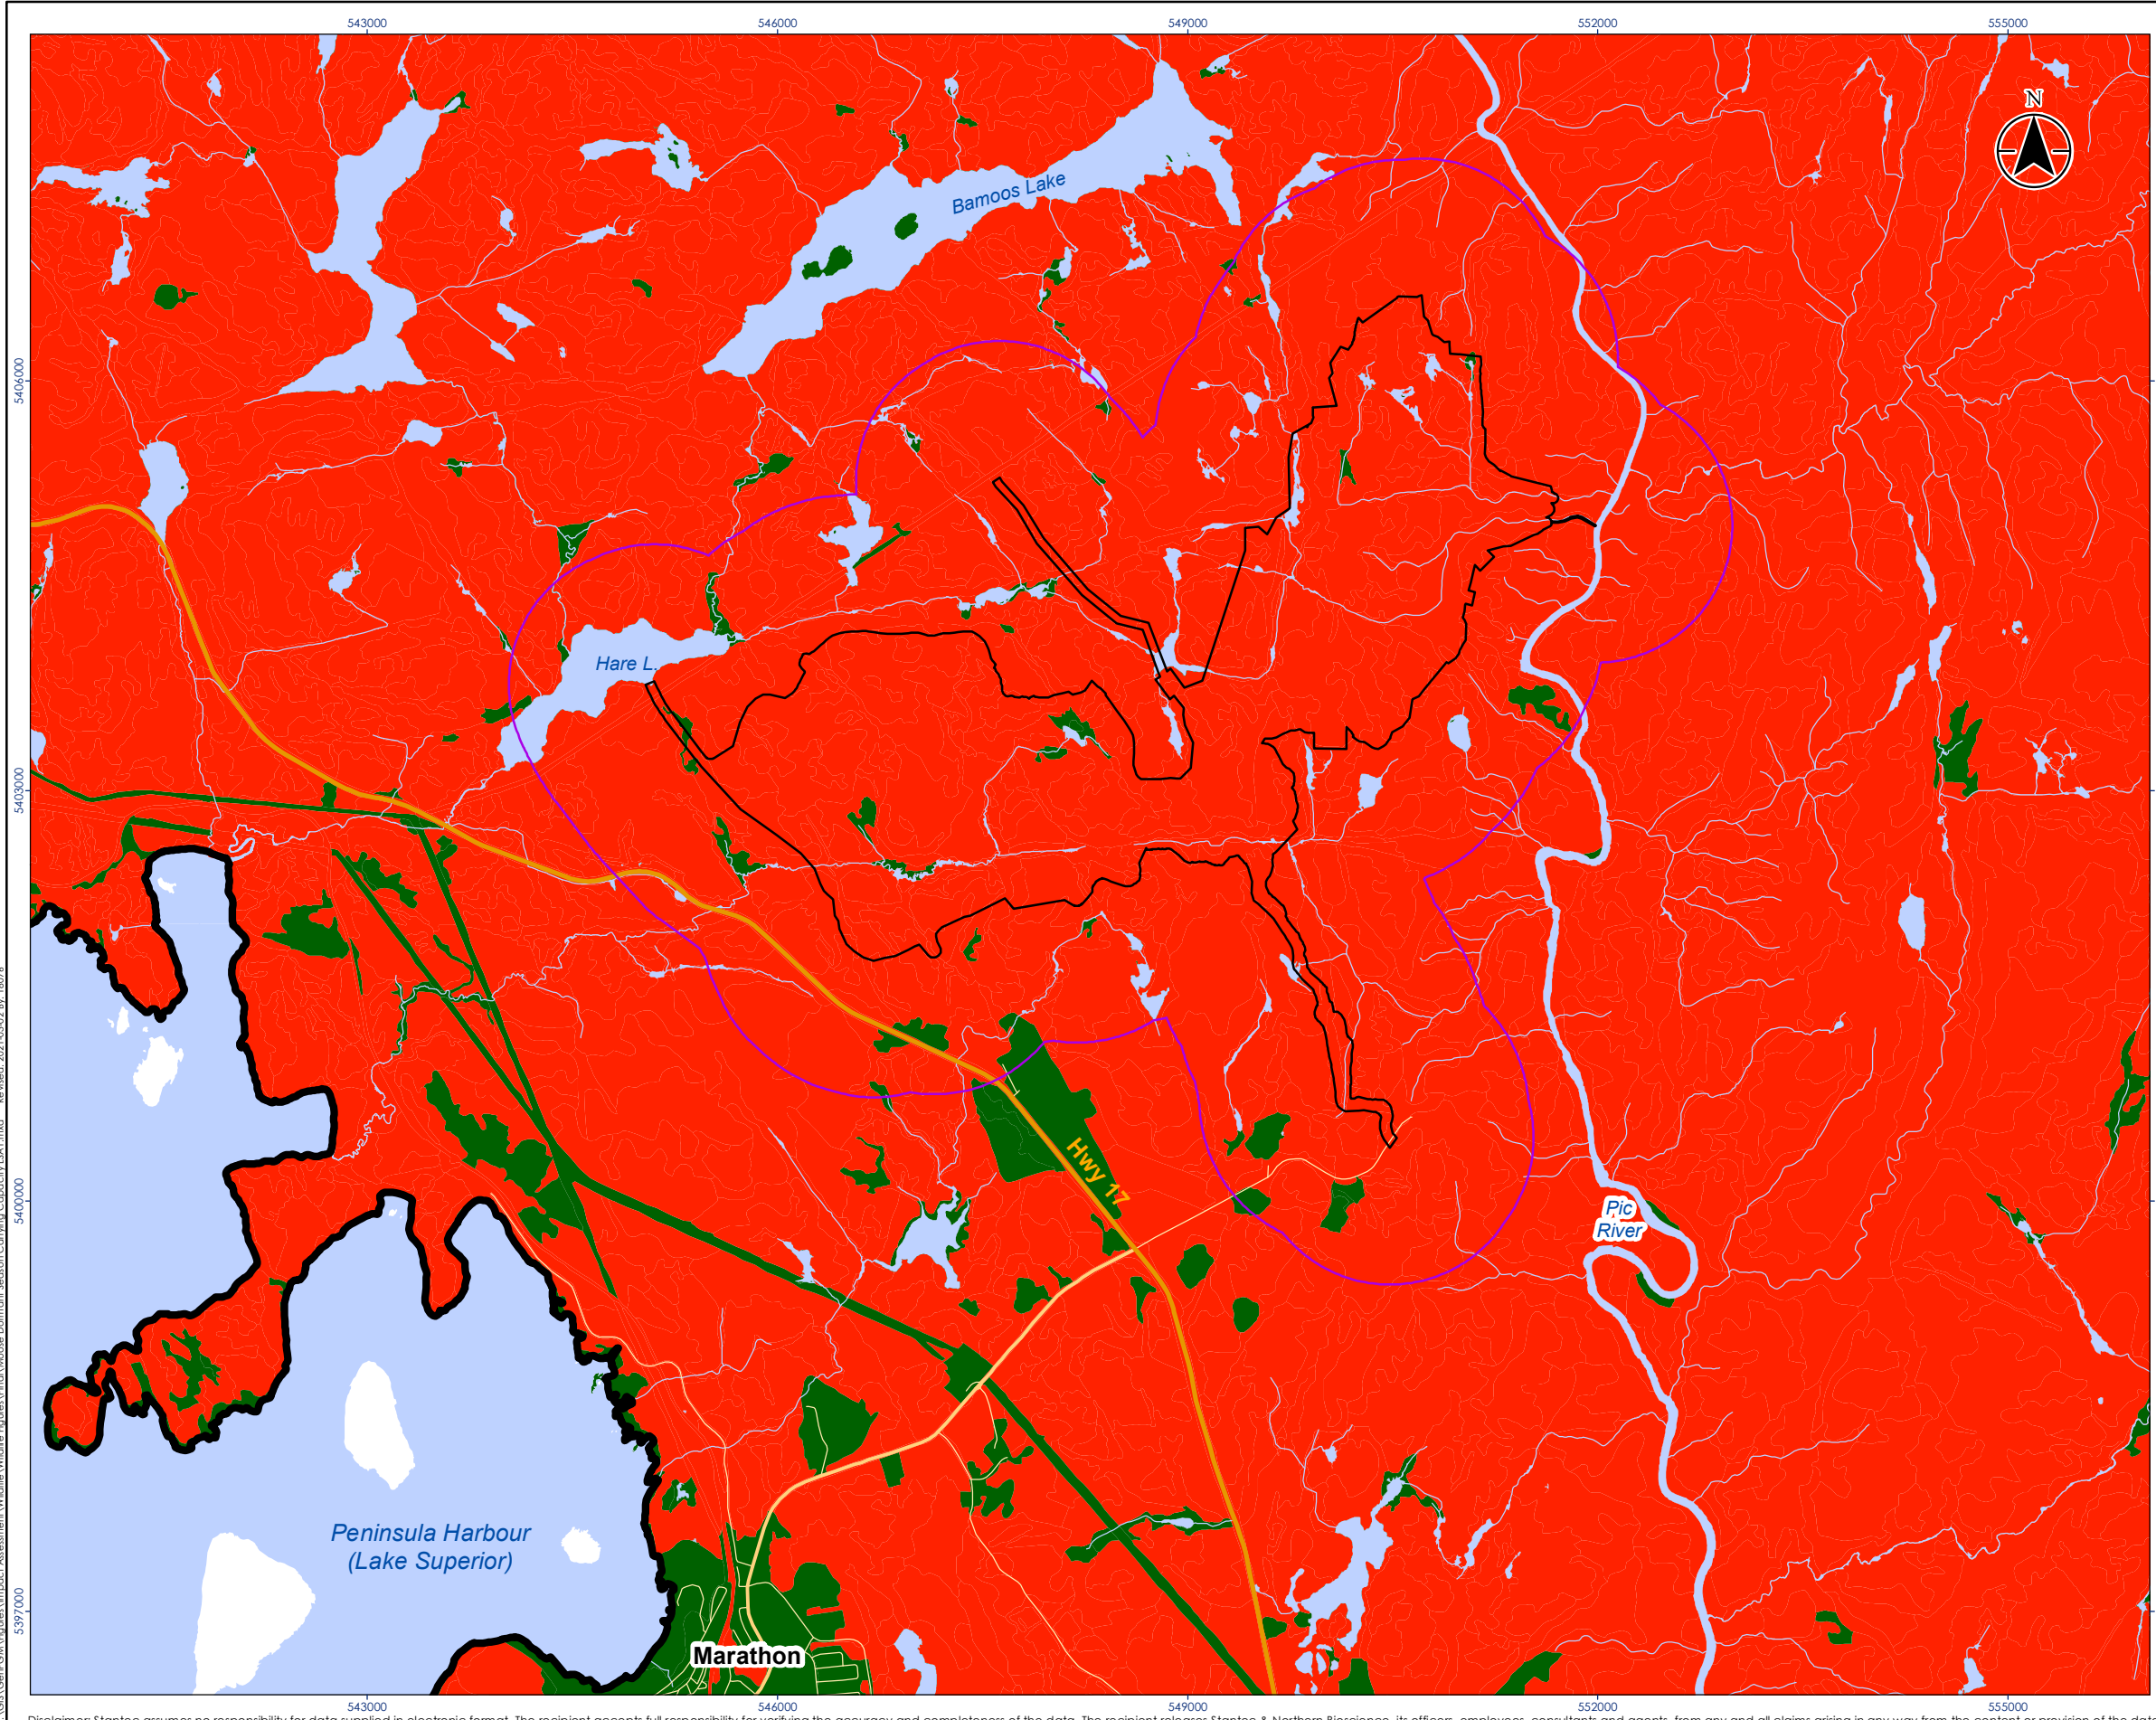 543000 546000 549000 552000 555000
N
Bamoos Lake
5406000
Hare L.
5403000
Hwy 17
5400000
Pic
River
Peninsula Harbour
(Lake Superior)
5397000
Marathon
543000 546000 549000 552000 555000